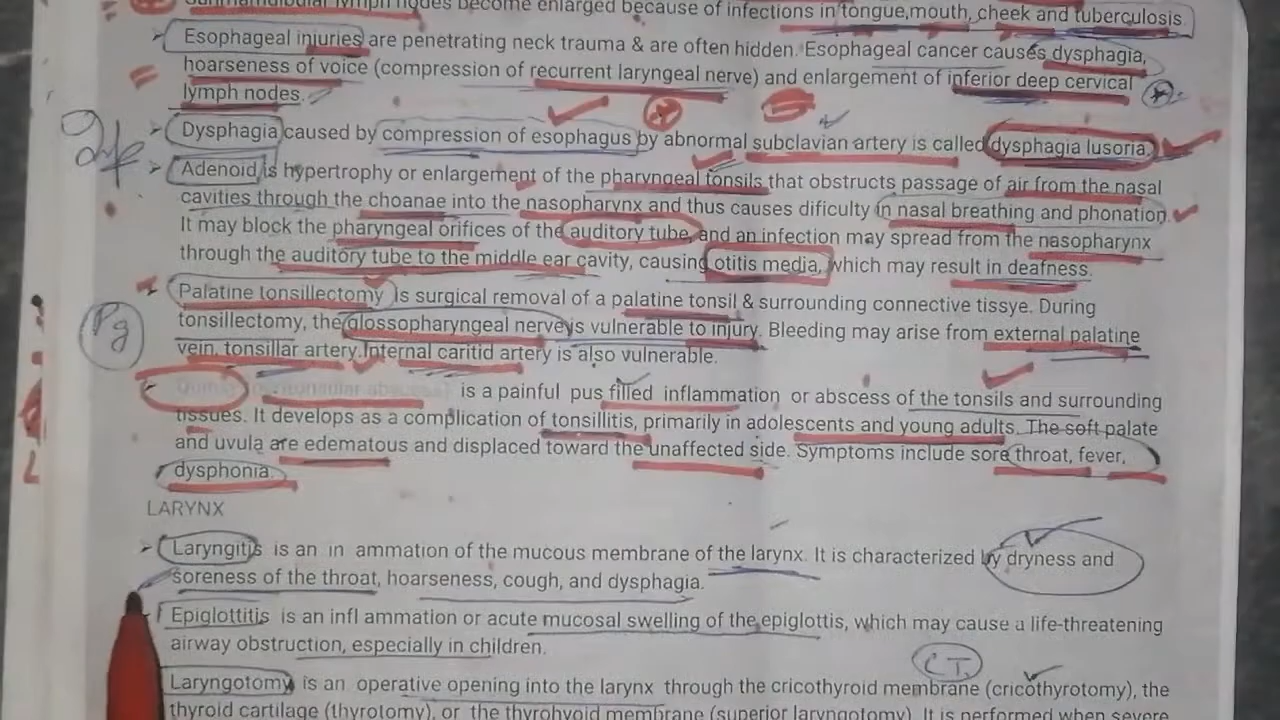 lymph nodes become enlarged because of infections in tongue,mouth, cheek and tuberculosis.
➢ Esophageal injuries are penetrating neck trauma & are often hidden. Esophageal cancer causes dysphagia,
hoarseness of voice (compression of recurrent laryngeal nerve) and enlargement of inferior deep cervical
lymph nodes.
➢ Dysphagia caused by compression of esophagus by abnormal subclavian artery is called dysphagia lusoria.
➢ Adenoid is hypertrophy or enlargement of the pharyngeal tonsils that obstructs passage of air from the nasal
cavities through the choanae into the nasopharynx and thus causes dificulty in nasal breathing and phonation.
It may block the pharyngeal orifices of the auditory tube, and an infection may spread from the nasopharynx
through the auditory tube to the middle ear cavity, causing otitis media, which may result in deafness.
➢ Palatine tonsillectomy is surgical removal of a palatine tonsil & surrounding connective tissye. During
Pg
tonsillectomy, the glossopharyngeal nerve is vulnerable to injury. Bleeding may arise from external palatine
vein, tonsillar artery.Internal caritid artery is also vulnerable.
➢ is a painful pus filled inflammation or abscess of the tonsils and surrounding
tissues. It develops as a complication of tonsillitis, primarily in adolescents and young adults. The soft palate
and uvula are edematous and displaced toward the unaffected side. Symptoms include sore throat, fever,
dysphonia.
LARYNX
➢ Laryngitis is an in ammation of the mucous membrane of the larynx. It is characterized by dryness and
soreness of the throat, hoarseness, cough, and dysphagia.
Epiglottitis is an infl ammation or acute mucosal swelling of the epiglottis, which may cause a life-threatening
airway obstruction, especially in children.
CT
Laryngotomy is an operative opening into the larynx through the cricothyroid membrane (cricothyrotomy), the
thyroid cartilage (thyrotomy), or the thyrohyoid membrane (superior laryngotomy). It is performed when severe